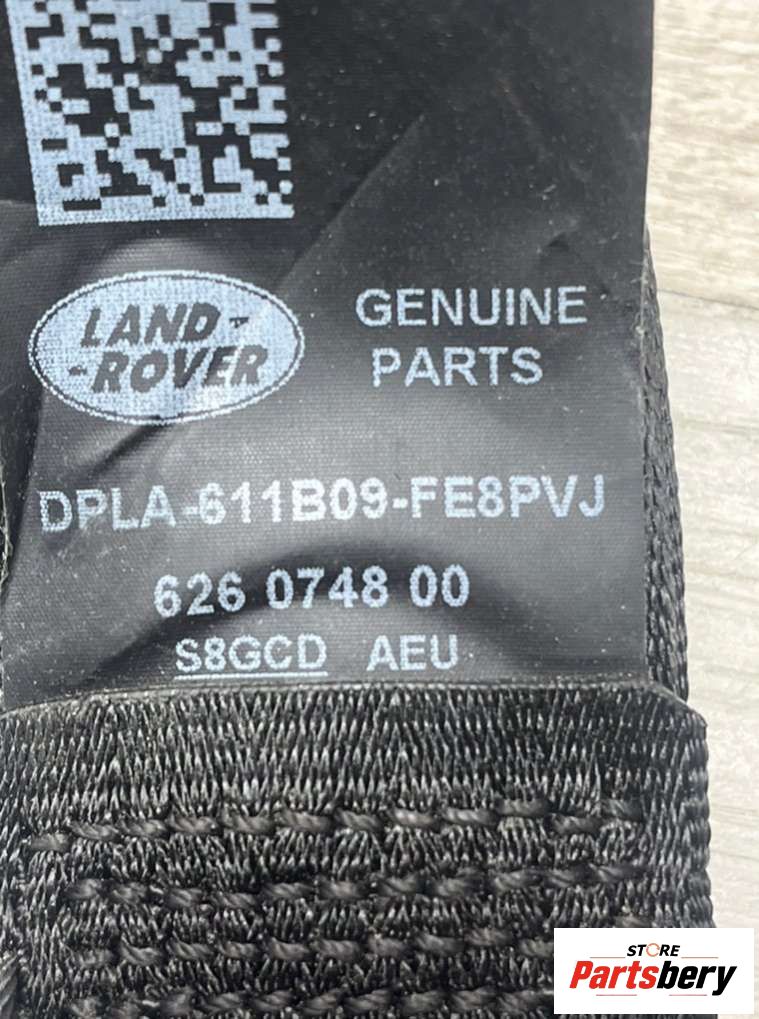 LAND-
-ROVER
GENUINE
PARTS
DPLA-611B09-FE8PVJ
626 0748 00
S8GCD AEU
STORE
Partsbery